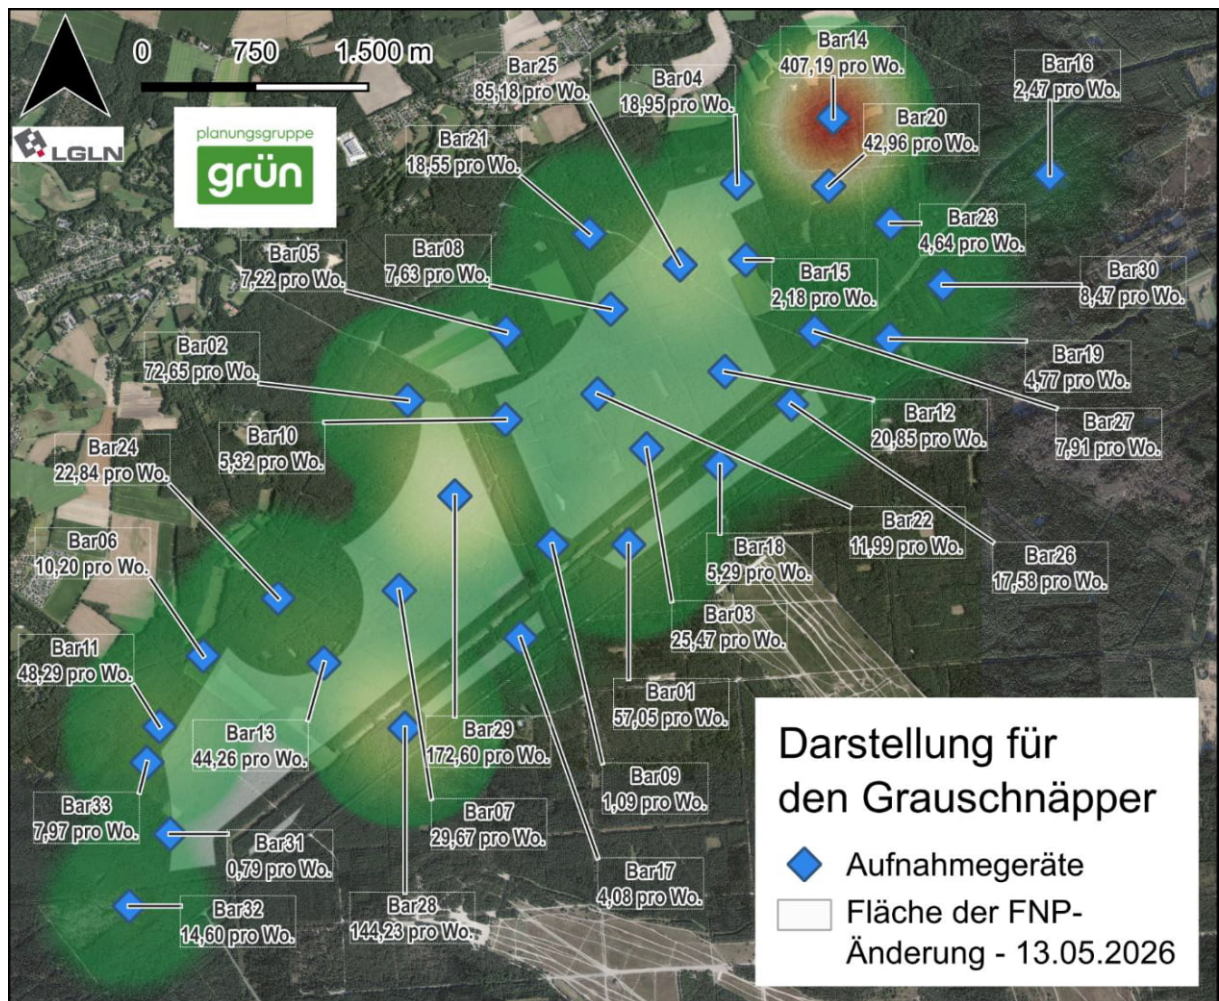 0 750 1.500 m
LGLN
planungsgruppe
grün
Bar25
85,18 pro Wo.
Bar04
18,95 pro Wo.
Bar14
407,19 pro Wo.
Bar16
2,47 pro Wo.
Bar20
42,96 pro Wo.
Bar21
18,55 pro Wo.
Bar23
4,64 pro Wo.
Bar05
7,22 pro Wo.
Bar08
7,63 pro Wo.
Bar15
2,18 pro Wo.
Bar30
8,47 pro Wo.
Bar02
72,65 pro Wo.
Bar19
4,77 pro Wo.
Bar12
20,85 pro Wo.
Bar27
7,91 pro Wo.
Bar10
5,82 pro Wo.
Bar24
22,84 pro Wo.
Bar22
11,99 pro Wo.
Bar06
10,20 pro Wo.
Bar18
5,29 pro Wo.
Bar26
17,58 pro Wo.
Bar03
25,47 pro Wo.
Bar11
48,29 pro Wo.
Bar01
57,05 pro Wo.
Bar13
44,26 pro Wo.
Bar29
172,60 pro Wo.
Bar09
1,09 pro Wo.
Bar33
7,97 pro Wo.
Bar07
29,67 pro Wo.
Bar31
0,79 pro Wo.
Bar17
4,08 pro Wo.
Bar32
14,60 pro Wo.
Bar28
144,23 pro Wo.
Darstellung für
den Grauschnäpper
Aufnahmegeräte
Fläche der FNP-
Änderung - 13.05.2026